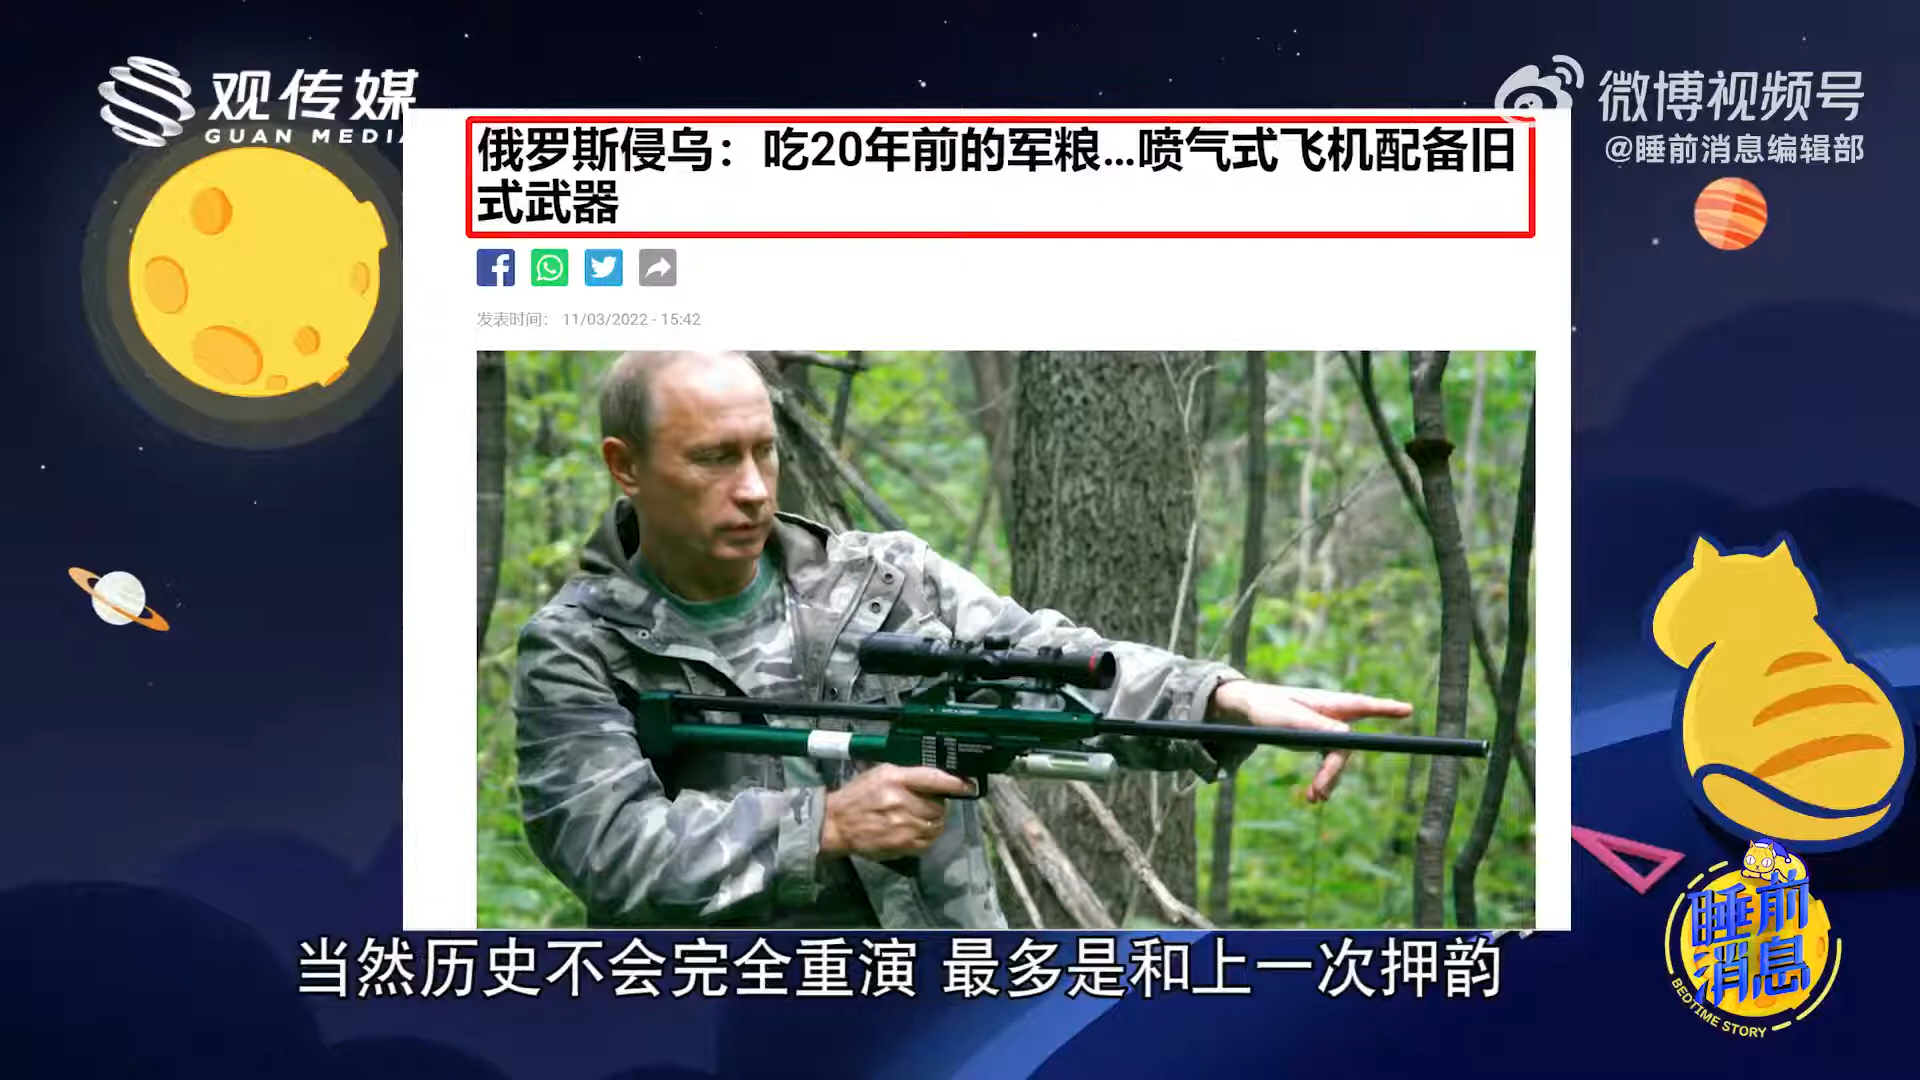 观传媒
GUAN MEDIA
微博视频号
@睡前消息编辑部
俄罗斯侵乌：吃20年前的军粮...喷气式飞机配备旧
式武器
发表时间： 11/03/2022 - 15:42
当然历史不会完全重演 最多是和上一次押韵
睡前
消息
BEDTIME STORY